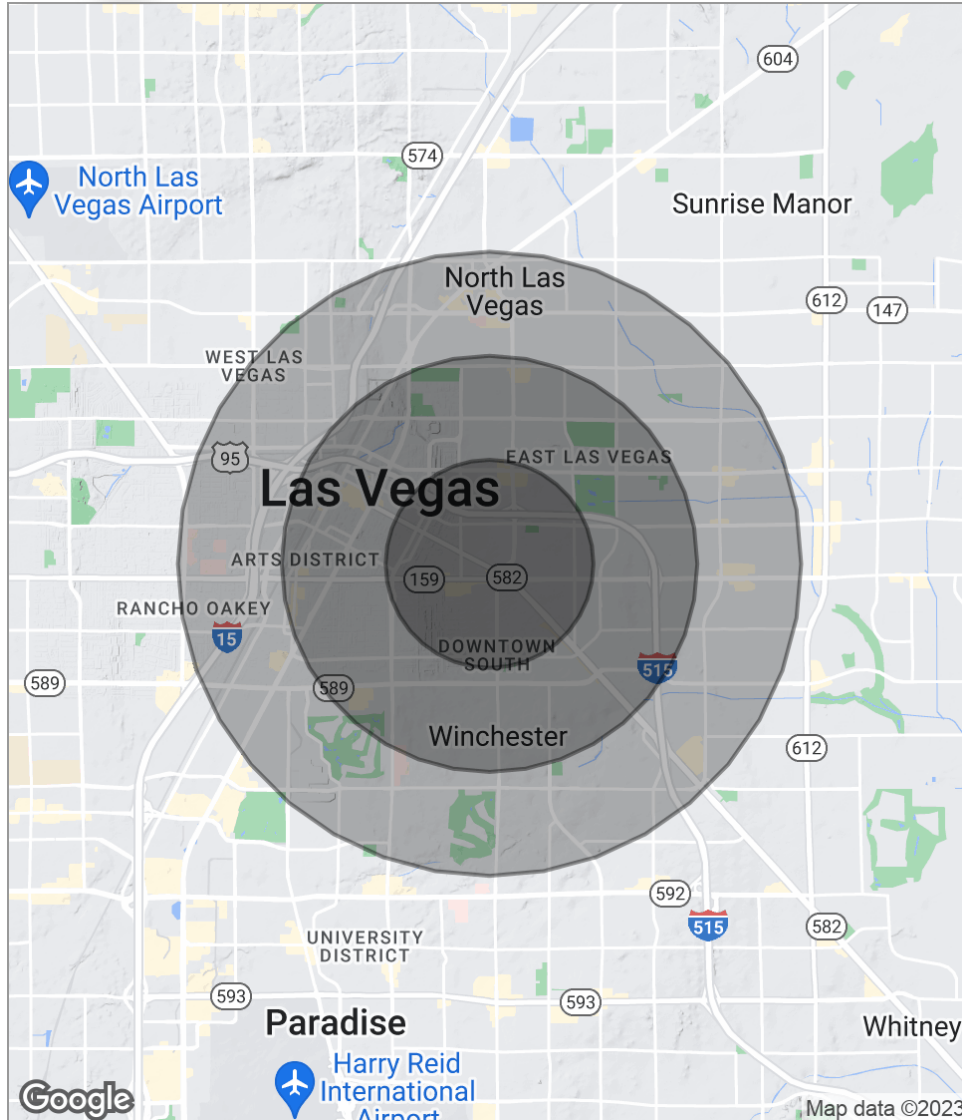 604
574
North Las
Vegas Airport
Sunrise Manor
North Las
Vegas
612
147
WEST LAS
VEGAS
95
EAST LAS VEGAS
Las Vegas
ARTS DISTRICT
159
582
RANCHO OAKEY
15
DOWNTOWN
SOUTH
515
589
589
Winchester
612
592
515
582
UNIVERSITY
DISTRICT
593
593
Paradise
Whitney
Harry Reid
International
Airport
Google
Map data ©2023